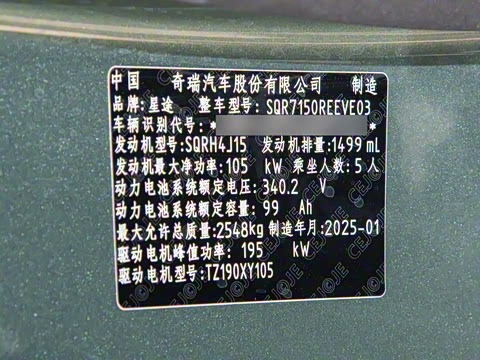 中国 奇瑞汽车股份有限公司 制造
品牌:星途 整车型号:SQR7150REEVE03
车辆识别代号:* *
发动机型号:SQRH4J15 发动机排量:1499 ml
发动机最大净功率:105 kw 乘坐人数:5 人
动力电池系统额定电压:340.2 V
动力电池系统额定容量:99 Ah
最大允许总质量:2548kg 制造年月:2025-01
驱动电机峰值功率:195 kw
驱动电机型号:TZ190XY105